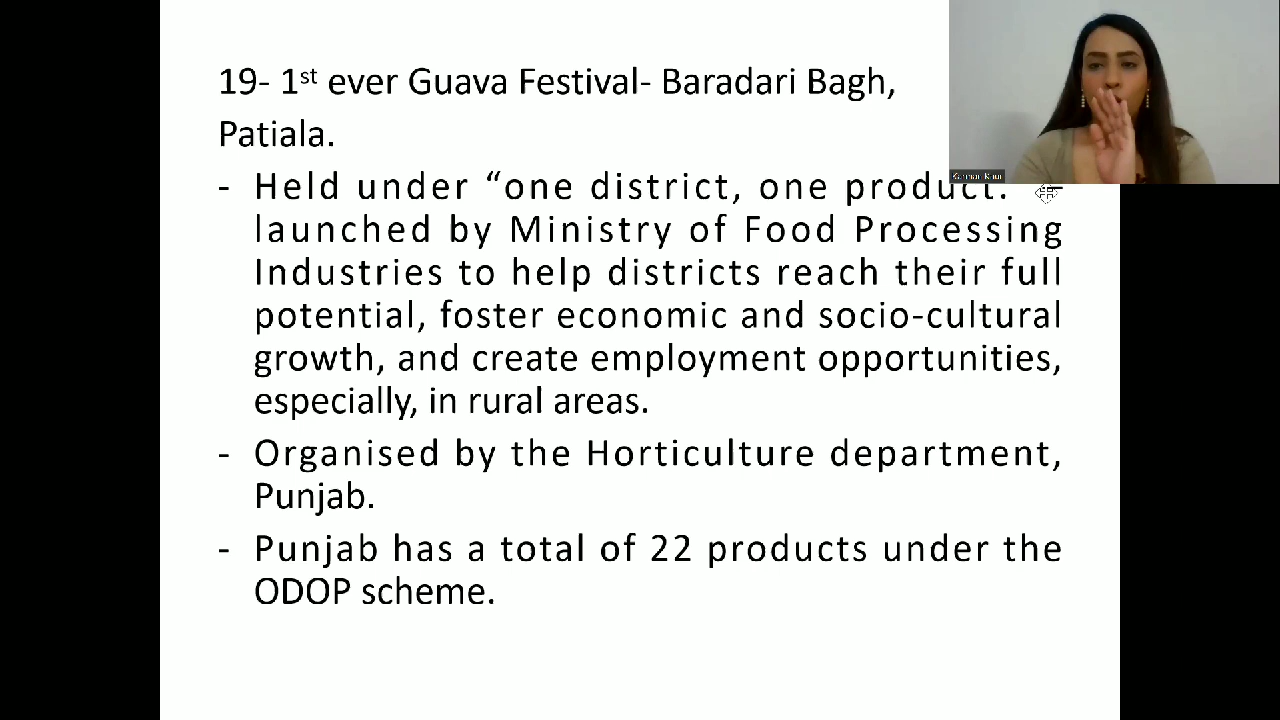 19- 1st ever Guava Festival- Baradari Bagh,
Patiala.
- Held under “one district, one product.
launched by Ministry of Food Processing
Industries to help districts reach their full
potential, foster economic and socio-cultural
growth, and create employment opportunities,
especially, in rural areas.
- Organised by the Horticulture department,
Punjab.
- Punjab has a total of 22 products under the
ODOP scheme.